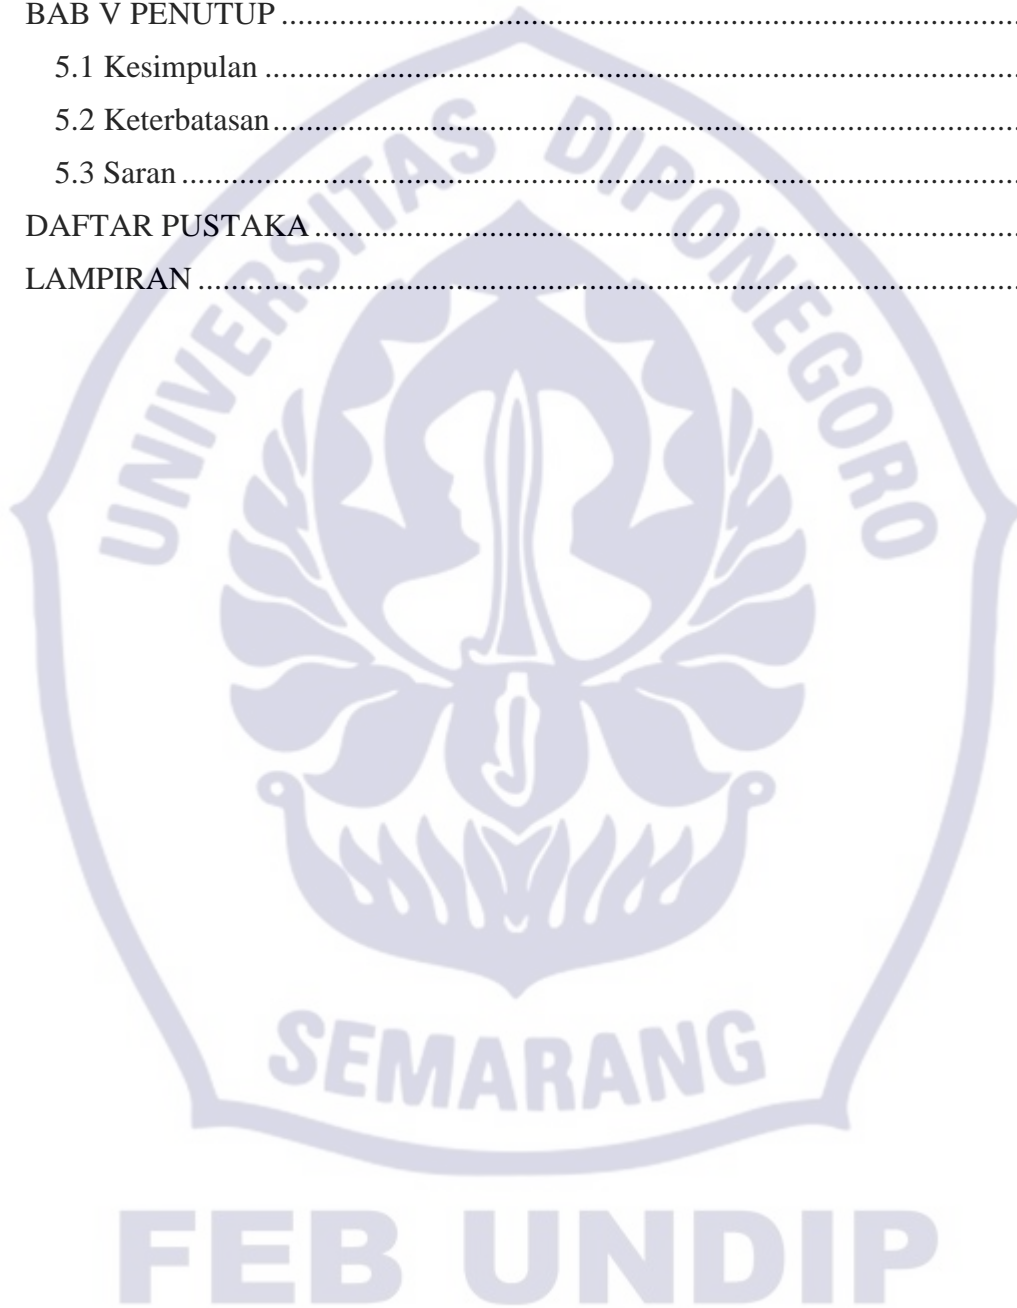 BAB V PENUTUP ........................................................................................
5.1 Kesimpulan ........................................................................................
5.2 Keterbatasan ........................................................................................
5.3 Saran ........................................................................................
DAFTAR PUSTAKA ........................................................................................
LAMPIRAN ........................................................................................
UNIVERSITAS DIPONEGORO
SEMARANG
FEB UNDIP